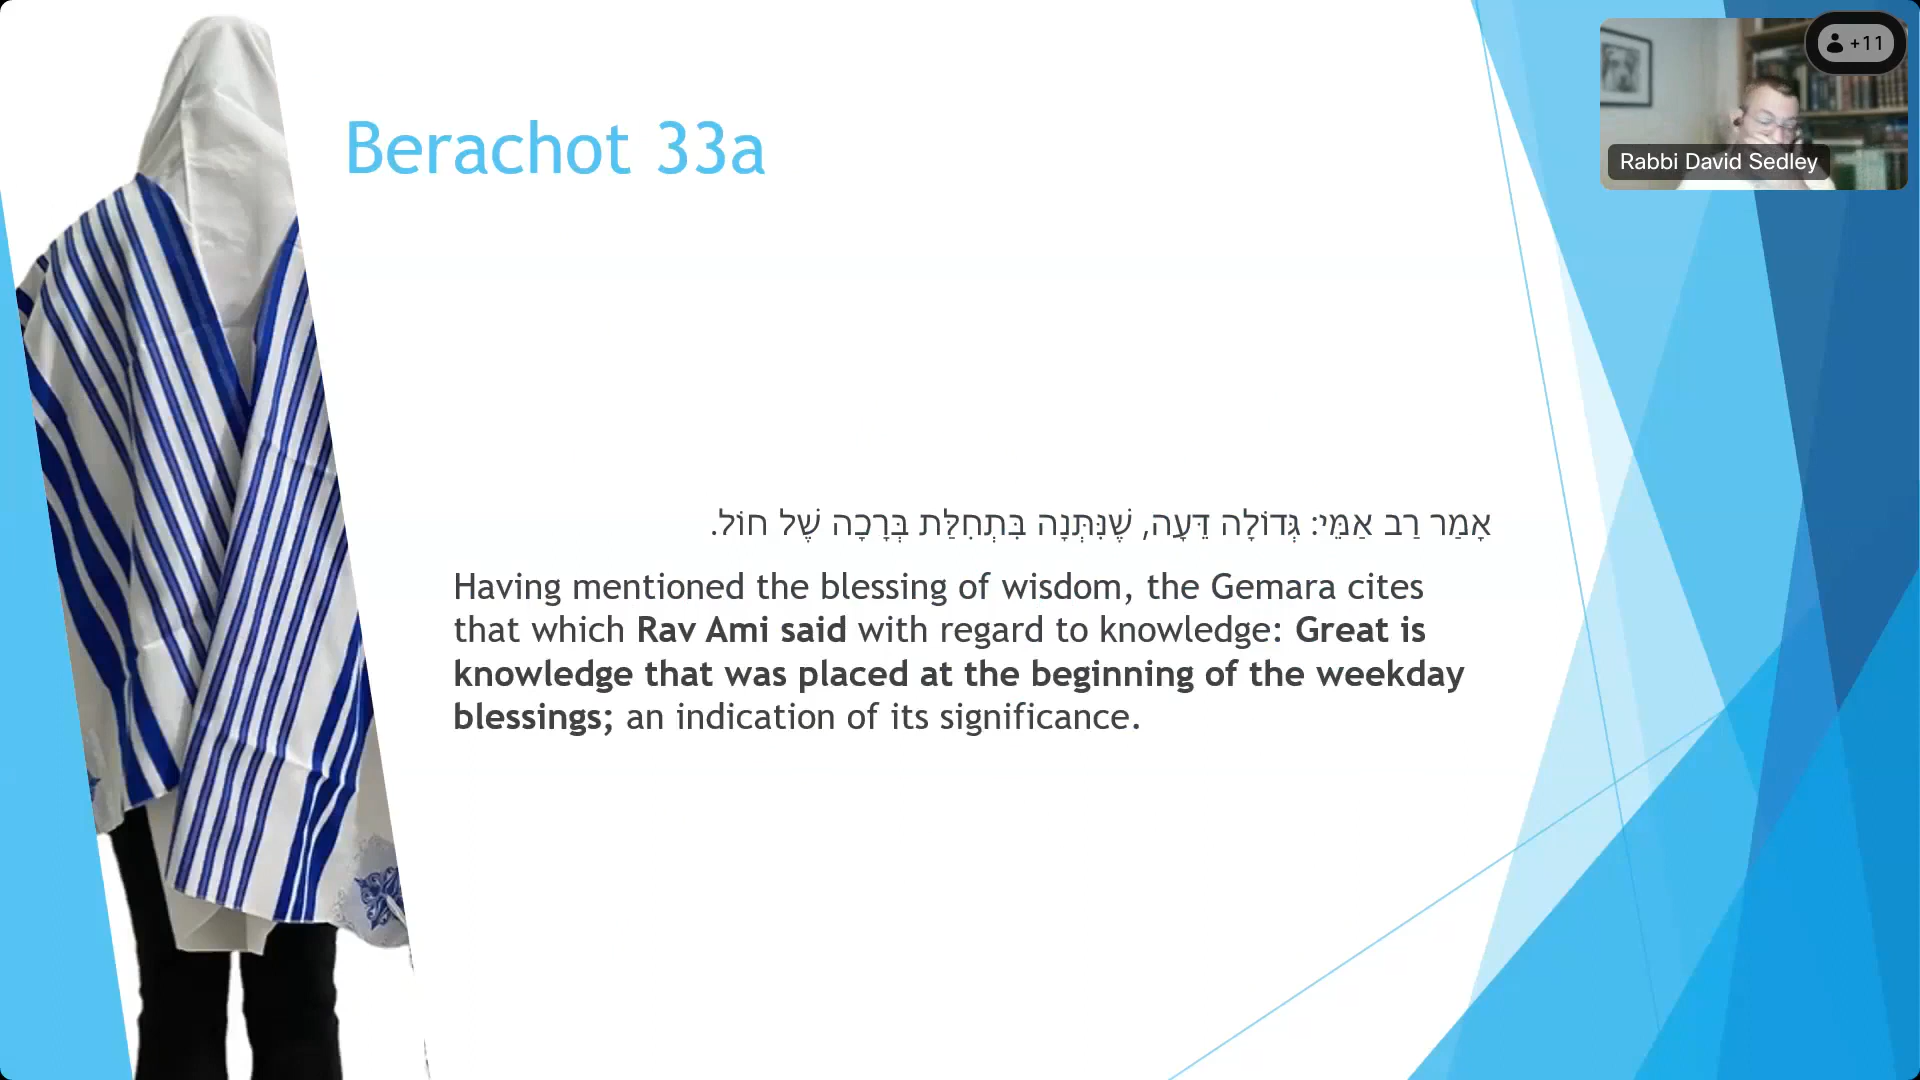 Berachot 33a
+11
Rabbi David Sedley
אָמַר רַב אַמֵּי: גְּדוֹלָה דֵּעָה, שֶׁנִּתְּנָה בִּתְחִלַּת בְּרָכָה שֶׁל חוֹל.
Having mentioned the blessing of wisdom, the Gemara cites
that which Rav Ami said with regard to knowledge: Great is
knowledge that was placed at the beginning of the weekday
blessings; an indication of its significance.